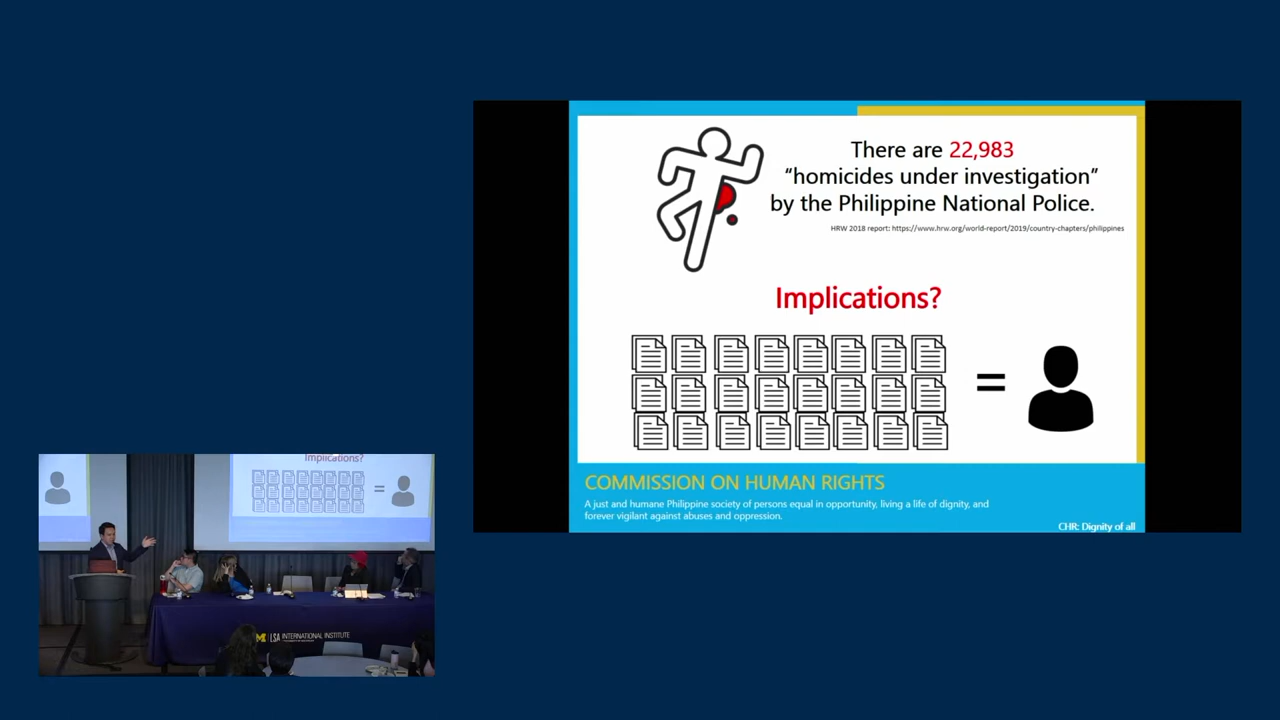 There are 22,983
“homicides under investigation”
by the Philippine National Police.
HRW 2018 report: https://www.hrw.org/world-report/2019/country-chapters/philippines
Implications?
=
COMMISSION ON HUMAN RIGHTS
A just and humane Philippine society of persons equal in opportunity, living a life of dignity, and
forever vigilant against abuses and oppression.
CHR: Dignity of all
Implications?
=
M LSA INTERNATIONAL INSTITUTE